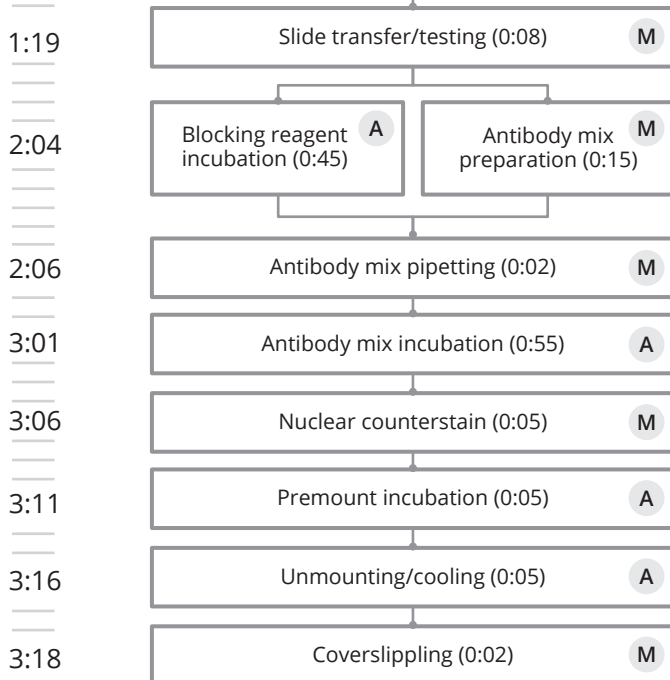 1:19
Slide transfer/testing (0:08)
M
2:04
Blocking reagent
incubation (0:45)
A
Antibody mix
preparation (0:15)
M
2:06
Antibody mix pipetting (0:02)
M
3:01
Antibody mix incubation (0:55)
A
3:06
Nuclear counterstain (0:05)
M
3:11
Premount incubation (0:05)
A
3:16
Unmounting/cooling (0:05)
A
3:18
Coverslippling (0:02)
M